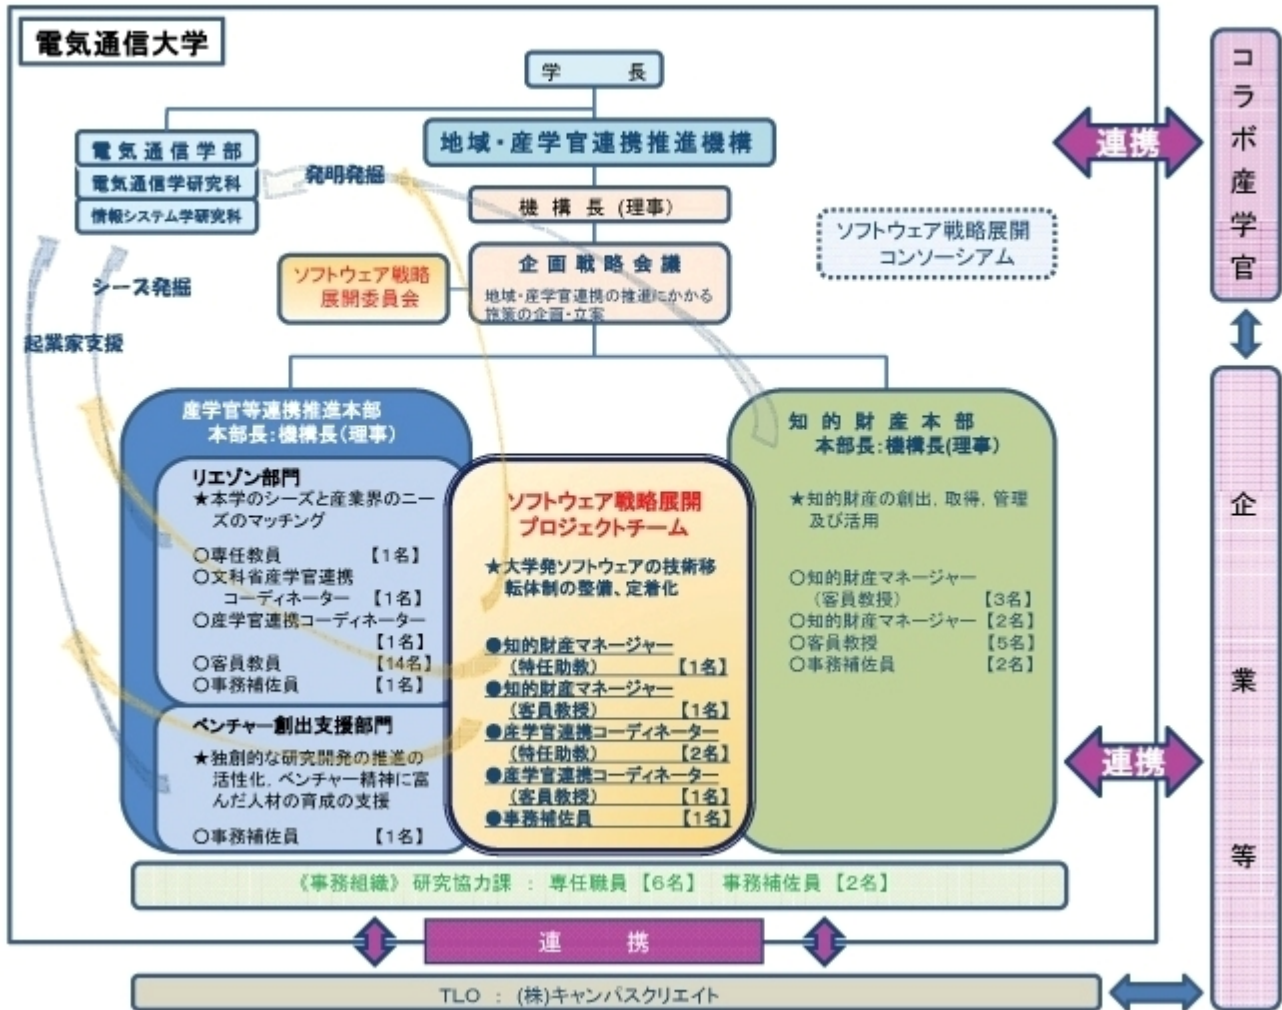 電気通信大学
学　　　長
電気通信学部
電気通信学研究科
情報システム学研究科
地域・産学官連携推進機構
発明発掘
機 構 長 (理事)
ソフトウェア戦略
展開委員会
企 画 戦 略 会 議
地域・産学官連携の推進にかかる
施策の企画・立案
ソフトウェア戦略展開
コンソーシアム
連携
コラボ産学官
シーズ発掘
起業家支援
産学官等連携推進本部
本部長:機構長(理事)
リエゾン部門
★本学のシーズと産業界のニー
ズのマッチング
○専任教員　【1名】
○文科省産学官連携
コーディネーター　【1名】
○産学官連携コーディネーター
【1名】
○客員教員　【14名】
○事務補佐員　【1名】
ベンチャー創出支援部門
★独創的な研究開発の推進の
活性化，ベンチャー精神に富
んだ人材の育成の支援
○事務補佐員　【1名】
ソフトウェア戦略展開
プロジェクトチーム
★大学発ソフトウェアの技術移
転体制の整備、定着化
●知的財産マネージャー
(特任助教)　【1名】
●知的財産マネージャー
(客員教授)　【1名】
●産学官連携コーディネーター
(特任助教)　【2名】
●産学官連携コーディネーター
(客員教授)　【1名】
●事務補佐員　【1名】
知 的 財 産 本 部
本部長:機構長(理事)
★知的財産の創出，取得，管理
及び活用
○知的財産マネージャー
(客員教授)　【3名】
○知的財産マネージャー【2名】
○客員教授　【5名】
○事務補佐員　【2名】
連携
企業等
《事務組織》 研究協力課 ： 専任職員 【6名】　事務補佐員 【2名】
連　　携
TLO ： (株)キャンパスクリエイト